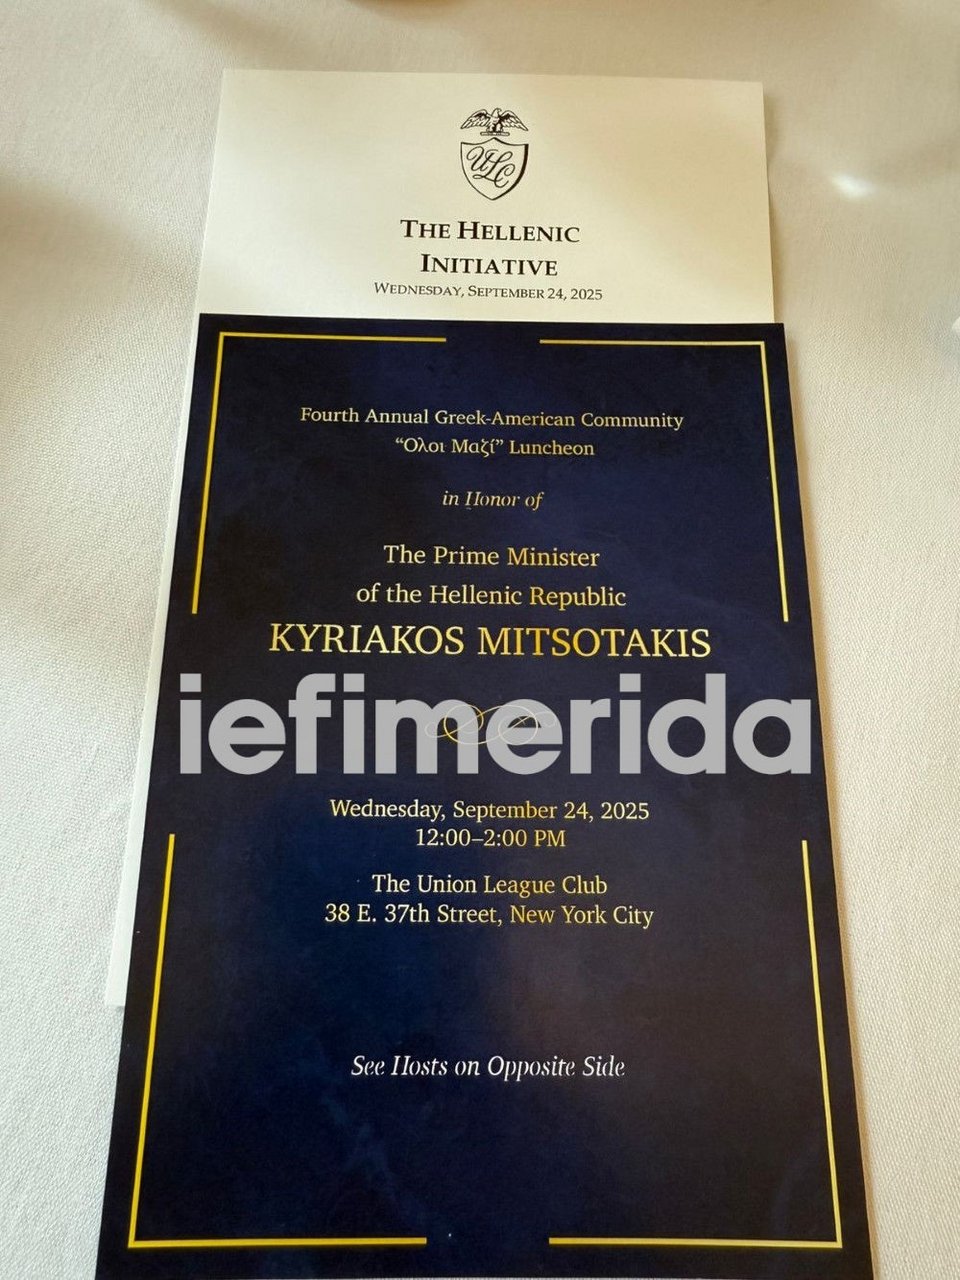 ULC
THE HELLENIC
INITIATIVE
WEDNESDAY, SEPTEMBER 24, 2025
Fourth Annual Greek-American Community
“Ολοι Μαζί” Luncheon
in Honor of
The Prime Minister
of the Hellenic Republic
KYRIAKOS MITSOTAKIS
iefimerida
Wednesday, September 24, 2025
12:00–2:00 PM
The Union League Club
38 E. 37th Street, New York City
See Hosts on Opposite Side